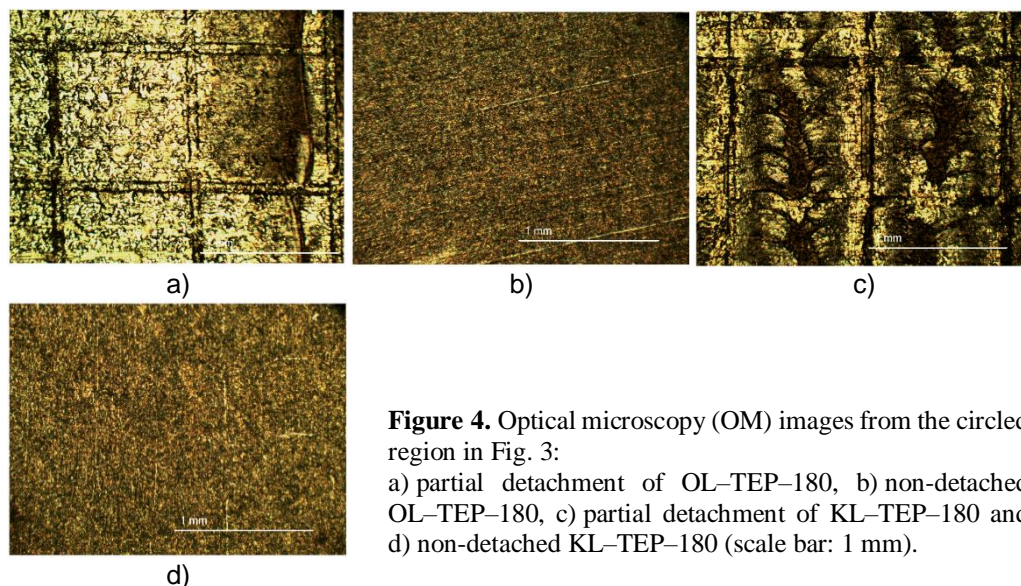 1 mm
mm
mm
a)
b)
c)
1 mm
d)
Figure 4. Optical microscopy (OM) images from the circled
region in Fig. 3:
a) partial detachment of OL–TEP–180, b) non-detached
OL–TEP–180, c) partial detachment of KL–TEP–180 and
d) non-detached KL–TEP–180 (scale bar: 1 mm).